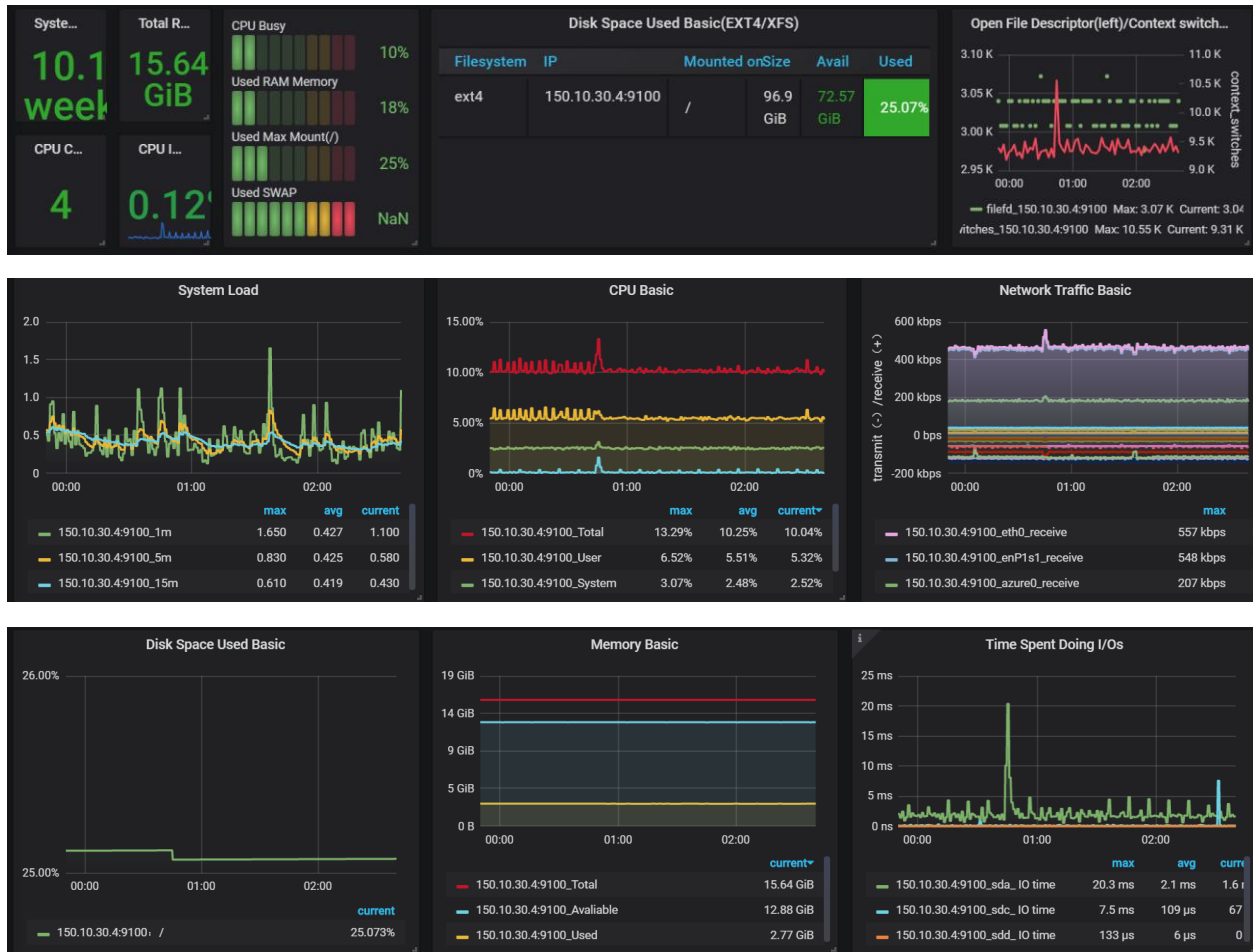 Syste...
Total R...
CPU Busy
Disk Space Used Basic(EXT4/XFS)
Open File Descriptor(left)/Context switch...
10.1
week
15.64
GiB
10%
Used RAM Memory
18%
Used Max Mount(/)
25%
Used SWAP
NaN
CPU C...
CPU I...
4
0.12%
Filesystem IP Mounted onSize Avail Used
ext4 150.10.30.4:9100 / 96.9 GiB 72.57 GiB 25.07%
3.10 K
3.05 K
3.00 K
2.95 K
11.0 K
10.5 K
10.0 K
9.5 K
9.0 K
context_switches
00:00 01:00 02:00
filefd_150.10.30.4:9100 Max: 3.07 K Current: 3.04
itches_150.10.30.4:9100 Max: 10.55 K Current: 9.31 K
System Load
2.0
1.5
1.0
0.5
0
00:00 01:00 02:00
max avg current
150.10.30.4:9100_1m 1.650 0.427 1.100
150.10.30.4:9100_5m 0.830 0.425 0.580
150.10.30.4:9100_15m 0.610 0.419 0.430
CPU Basic
15.00%
10.00%
5.00%
0%
00:00 01:00 02:00
max avg current
150.10.30.4:9100_Total 13.29% 10.25% 10.04%
150.10.30.4:9100_User 6.52% 5.51% 5.32%
150.10.30.4:9100_System 3.07% 2.48% 2.52%
Network Traffic Basic
transmit (-) /receive (+)
600 kbps
400 kbps
200 kbps
0 bps
-200 kbps
00:00 01:00 02:00
max
150.10.30.4:9100_eth0_receive 557 kbps
150.10.30.4:9100_enP1s1_receive 548 kbps
150.10.30.4:9100_azure0_receive 207 kbps
Disk Space Used Basic
26.00%
25.00%
00:00 01:00 02:00
current
150.10.30.4:9100：/ 25.073%
Memory Basic
19 GiB
14 GiB
9 GiB
5 GiB
0 B
00:00 01:00 02:00
current
150.10.30.4:9100_Total 15.64 GiB
150.10.30.4:9100_Avaliable 12.88 GiB
150.10.30.4:9100_Used 2.77 GiB
i
Time Spent Doing I/Os
25 ms
20 ms
15 ms
10 ms
5 ms
0 ns
00:00 01:00 02:00
max avg curre
150.10.30.4:9100_sda_ IO time 20.3 ms 2.1 ms 1.6
150.10.30.4:9100_sdc_ IO time 7.5 ms 109 µs 67
150.10.30.4:9100_sdd_ IO time 133 µs 6 µs 0